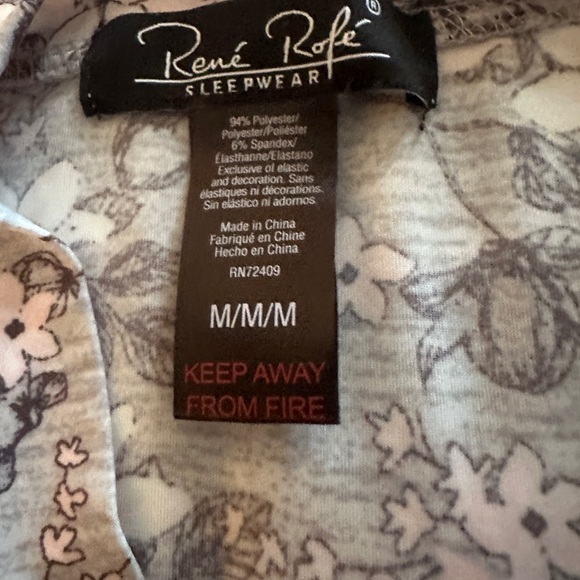 René Rofé ®
SLEEPWEAR
94% Polyester/
Polyester/Poliéster
6% Spandex/
Élasthanne/Elastano
Exclusive of elastic
and decoration. Sans
élastiques ni décorations.
Sin elástico ni adornos.
Made in China
Fabriqué en Chine
Hecho en China
RN72409
M/M/M
KEEP AWAY
FROM FIRE